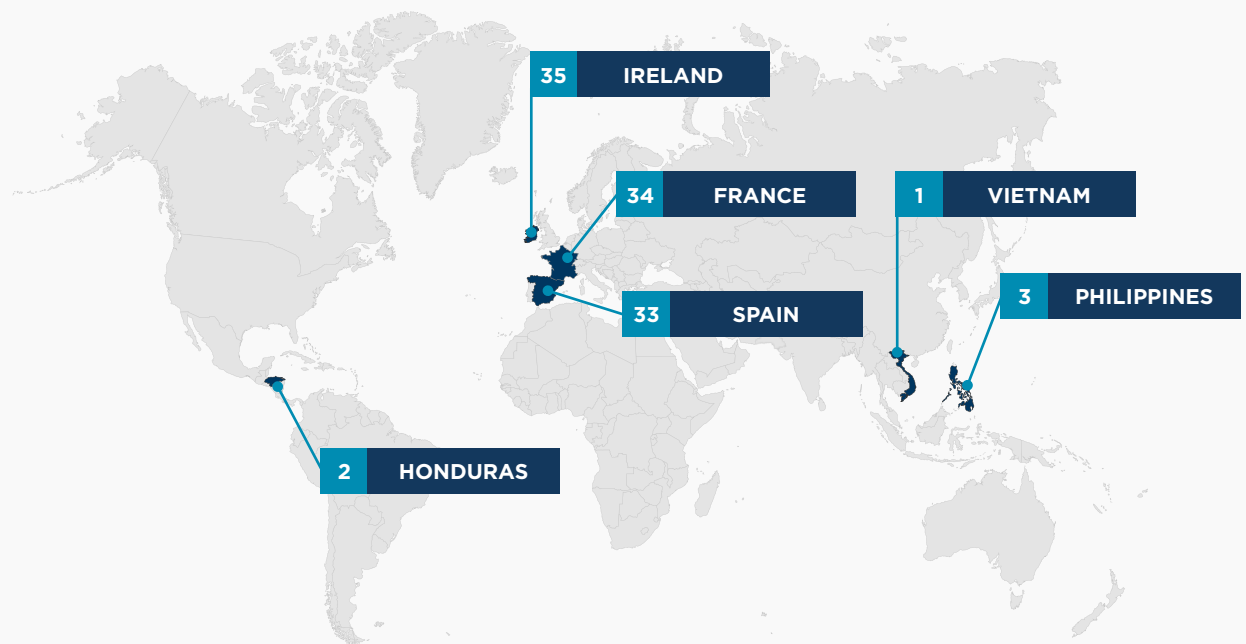 35 IRELAND
34 FRANCE
1 VIETNAM
3 PHILIPPINES
33 SPAIN
2 HONDURAS